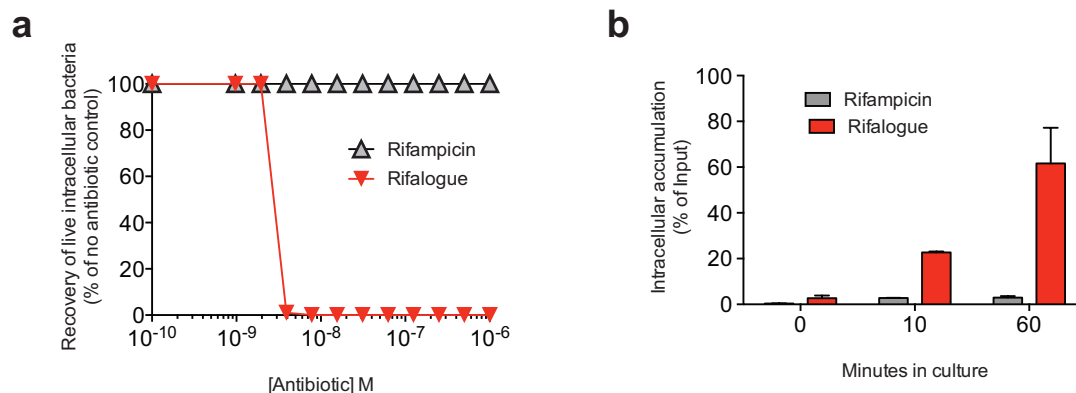 a
Recovery of live intracellular bacteria
(% of no antibiotic control)
100
80
60
40
20
0
10-10
10-9
10-8
10-7
10-6
[Antibiotic] M
Rifampicin
Rifalogue
b
Intracellular accumulation
(% of Input)
100
80
60
40
20
0
0
10
60
Minutes in culture
Rifampicin
Rifalogue